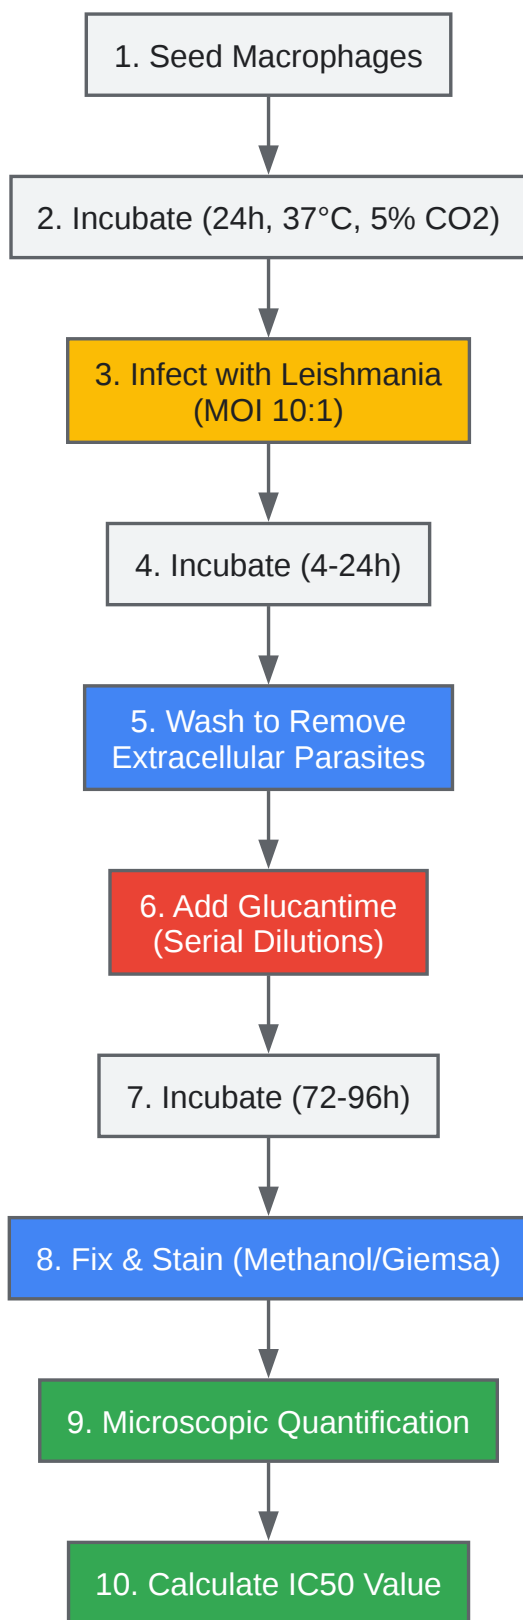 1. Seed Macrophages
2. Incubate (24h, 37°C, 5% CO2)
3. Infect with Leishmania
(MOI 10:1)
4. Incubate (4-24h)
5. Wash to Remove
Extracellular Parasites
6. Add Glucantime
(Serial Dilutions)
7. Incubate (72-96h)
8. Fix & Stain (Methanol/Giemsa)
9. Microscopic Quantification
10. Calculate IC50 Value